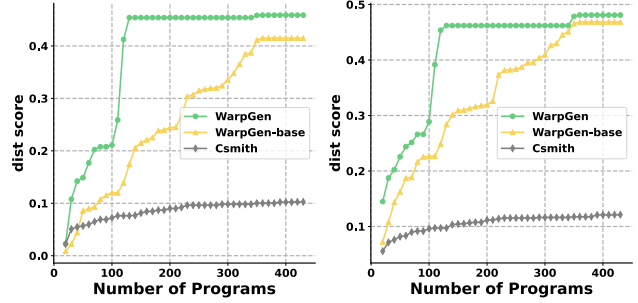 dist score
0.4
0.3
0.2
0.1
0.0
WarpGen
WarpGen-base
Csmith
0 100 200 300 400
Number of Programs
dist score
0.5
0.4
0.3
0.2
0.1
WarpGen
WarpGen-base
Csmith
0 100 200 300 400
Number of Programs